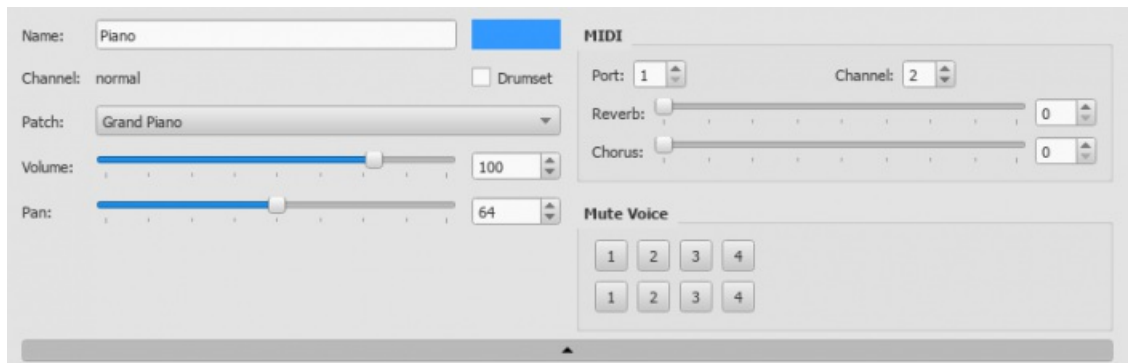 Name: Piano
Channel: normal Drumset
Patch: Grand Piano
Volume: 100
Pan: 64
MIDI
Port: 1 Channel: 2
Reverb: 0
Chorus: 0
Mute Voice
1 2 3 4
1 2 3 4